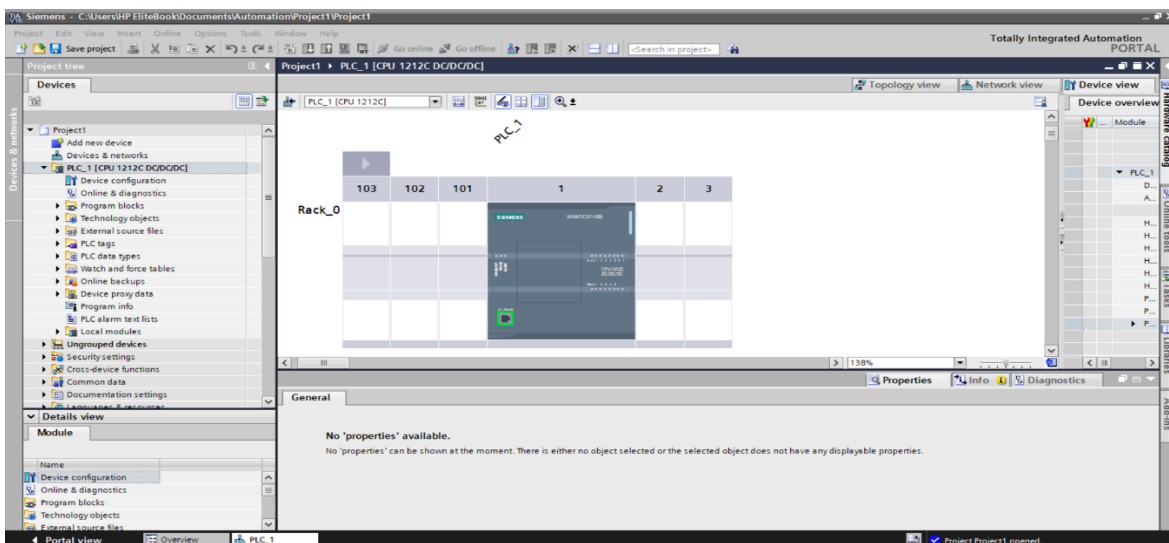 Siemens - C:\Users\HP EliteBook\Documents\Automation\Project1\Project1
Project Edit View Insert Online Options Tools Window Help
Totally Integrated Automation
PORTAL
Save project
Go online
Go offline
<Search in project>
Project tree
Devices
Devices & networks
Project1
Add new device
Devices & networks
PLC_1 [CPU 1212C DC/DC/DC]
Device configuration
Online & diagnostics
Program blocks
Technology objects
External source files
PLC tags
PLC data types
Watch and force tables
Online backups
Device proxy data
Program info
PLC alarm text lists
Local modules
Ungrouped devices
Security settings
Cross-device functions
Common data
Documentation settings
Languages & resources
Details view
Module
Name
Device configuration
Online & diagnostics
Program blocks
Technology objects
External source files
Project1 PLC_1 [CPU 1212C DC/DC/DC]
Topology view
Network view
Device view
PLC_1 [CPU 1212C]
PLC_1
103 102 101 1 2 3
Rack_0
SIEMENS
SIMATIC S7-1200
CPU 1212C
DC/DC/DC
138%
Device overview
... Module
PLC_1
D...
A...
H...
H...
H...
H...
H...
H...
P...
P...
P...
Properties
Info
Diagnostics
General
No 'properties' available.
No 'properties' can be shown at the moment. There is either no object selected or the selected object does not have any displayable properties.
Hardware catalog
Online tools
Tasks
Libraries
Add-ins
Portal view
Overview
PLC_1
Project Project1 opened.